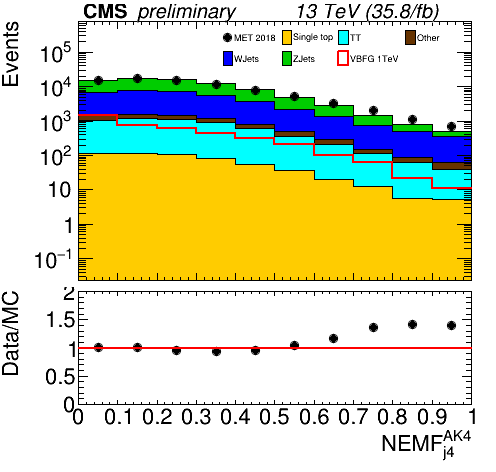 CMS preliminary 13 TeV (35.8/fb)
Events
MET 2018 Single top TT Other
WJets ZJets VBFG 1TeV
10^5
10^4
10^3
10^2
10
1
10^−1
Data/MC
2
1.5
1
0.5
0
0 0.1 0.2 0.3 0.4 0.5 0.6 0.7 0.8 0.9 1
NEMF_j4^AK4